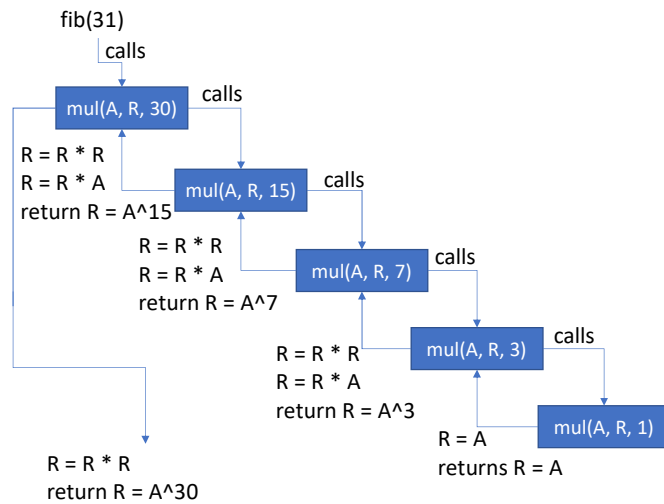 fib(31)
calls
mul(A, R, 30)
calls
R = R * R
R = R * A
return R = A^15
mul(A, R, 15)
calls
R = R * R
R = R * A
return R = A^7
mul(A, R, 7)
calls
R = R * R
R = R * A
return R = A^3
mul(A, R, 3)
calls
R = A
returns R = A
mul(A, R, 1)
R = R * R
return R = A^30